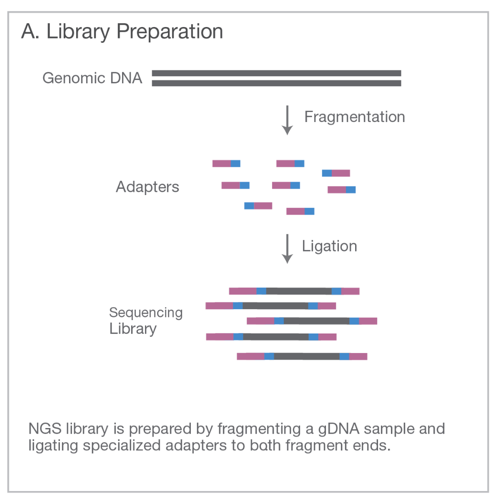 A. Library Preparation
Genomic DNA
Fragmentation
Adapters
Ligation
Sequencing
Library
NGS library is prepared by fragmenting a gDNA sample and
ligating specialized adapters to both fragment ends.